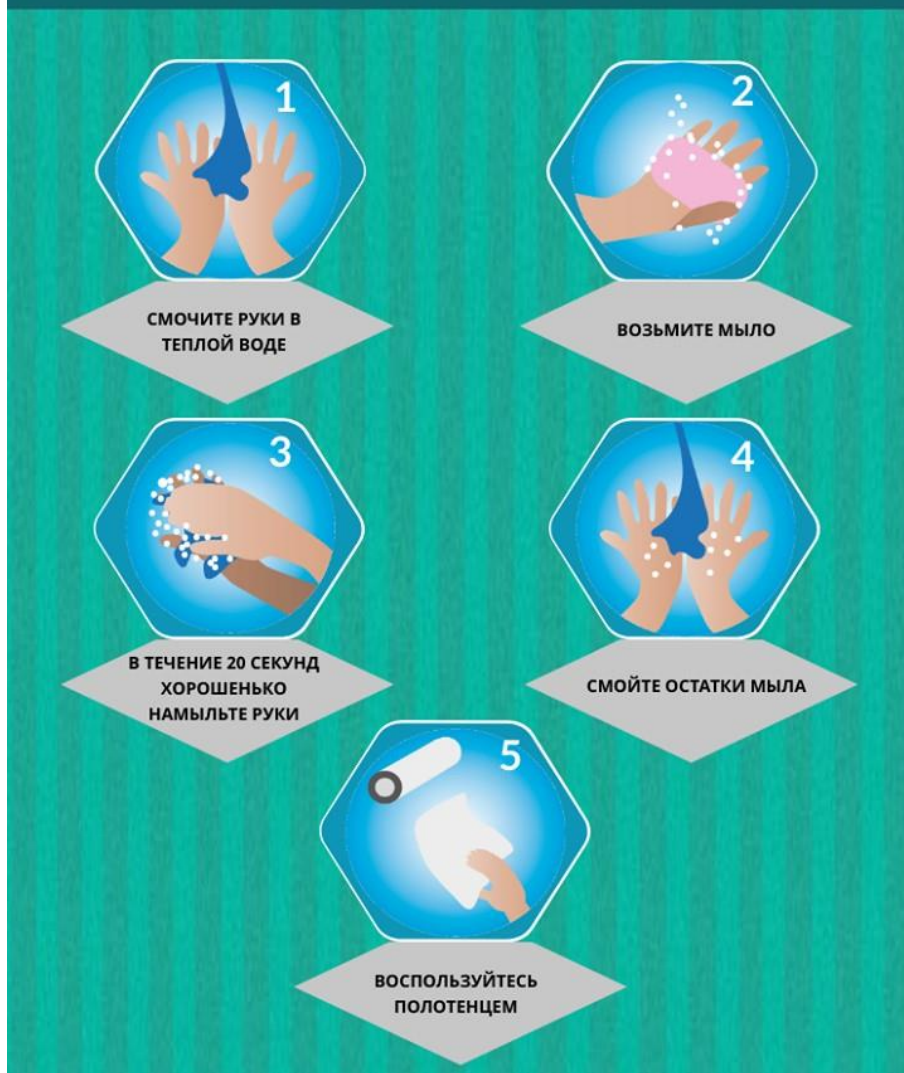 1
СМОЧИТЕ РУКИ В
ТЕПЛОЙ ВОДЕ
2
ВОЗЬМИТЕ МЫЛО
3
В ТЕЧЕНИЕ 20 СЕКУНД
ХОРОШЕНЬКО
НАМЫЛЬТЕ РУКИ
4
СМОЙТЕ ОСТАТКИ МЫЛА
5
ВОСПОЛЬЗУЙТЕСЬ
ПОЛОТЕНЦЕМ